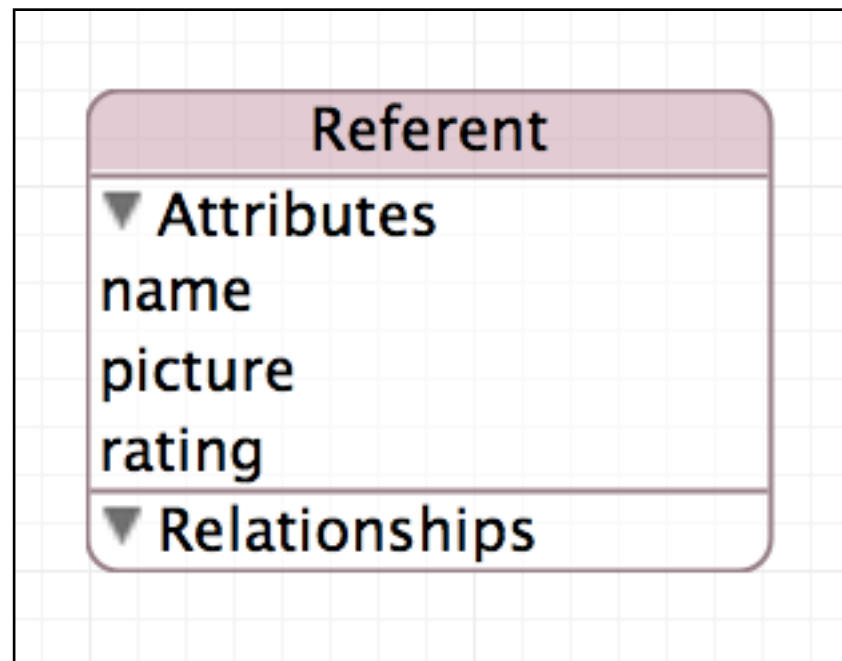 Referent
Attributes
name
picture
rating
Relationships